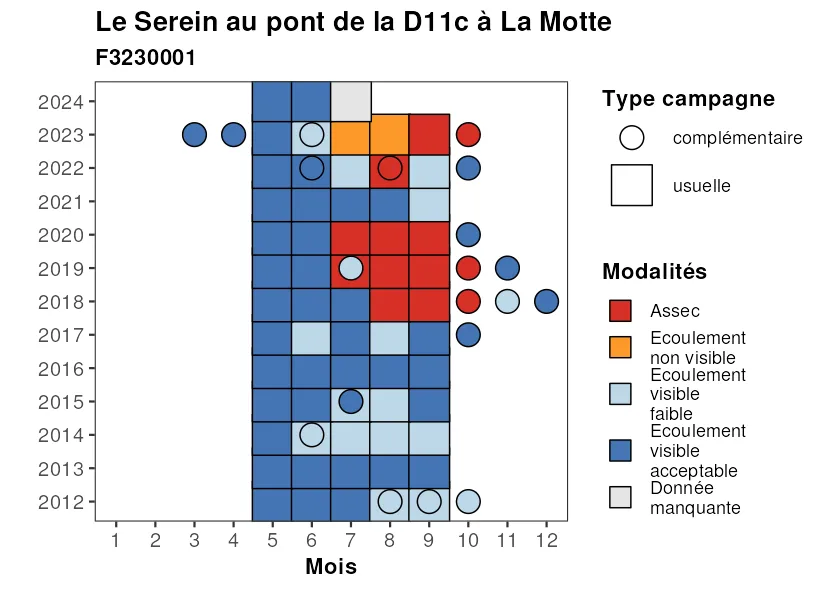 Le Serein au pont de la D11c à La Motte
F3230001
2024
2023
2022
2021
2020
2019
2018
2017
2016
2015
2014
2013
2012
1 2 3 4 5 6 7 8 9 10 11 12
Mois
Type campagne
complémentaire
usuelle
Modalités
Assec
Ecoulement
non visible
Ecoulement
visible
faible
Ecoulement
visible
acceptable
Donnée
manquante